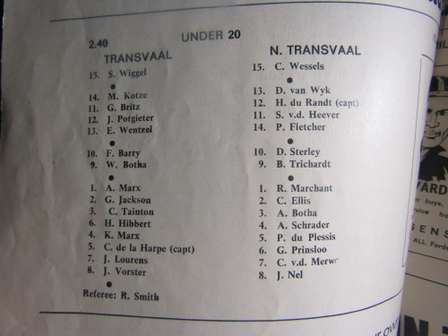 UNDER 20
2.40
TRANSVAAL
15. S. Wiggel
14. M. Kotze
11. G. Britz
12. J. Potgieter
13. E. Wentzel
10. F. Barry
9. W. Botha
1. A. Marx
2. G. Jackson
3. C. Tainton
6. H. Hibbert
4. K. Marx
5. C. de la Harpe (capt)
7. J. Lourens
8. J. Vorster
Referee: R. Smith
N. TRANSVAAL
15. C. Wessels
13. D. van Wyk
12. H. du Randt (capt)
11. S. v.d. Heever
14. P. Fletcher
10. D. Sterley
9. B. Trichardt
1. R. Marchant
2. C. Ellis
3. A. Botha
4. A. Schrader
5. P. du Plessis
6. G. Prinsloo
7. C. v.d. Merwe
8. J. Nel